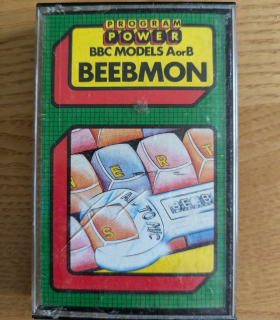 PROGRAM
POWER
BBC MODELS A or B
BEEBMON
E
R
T
S